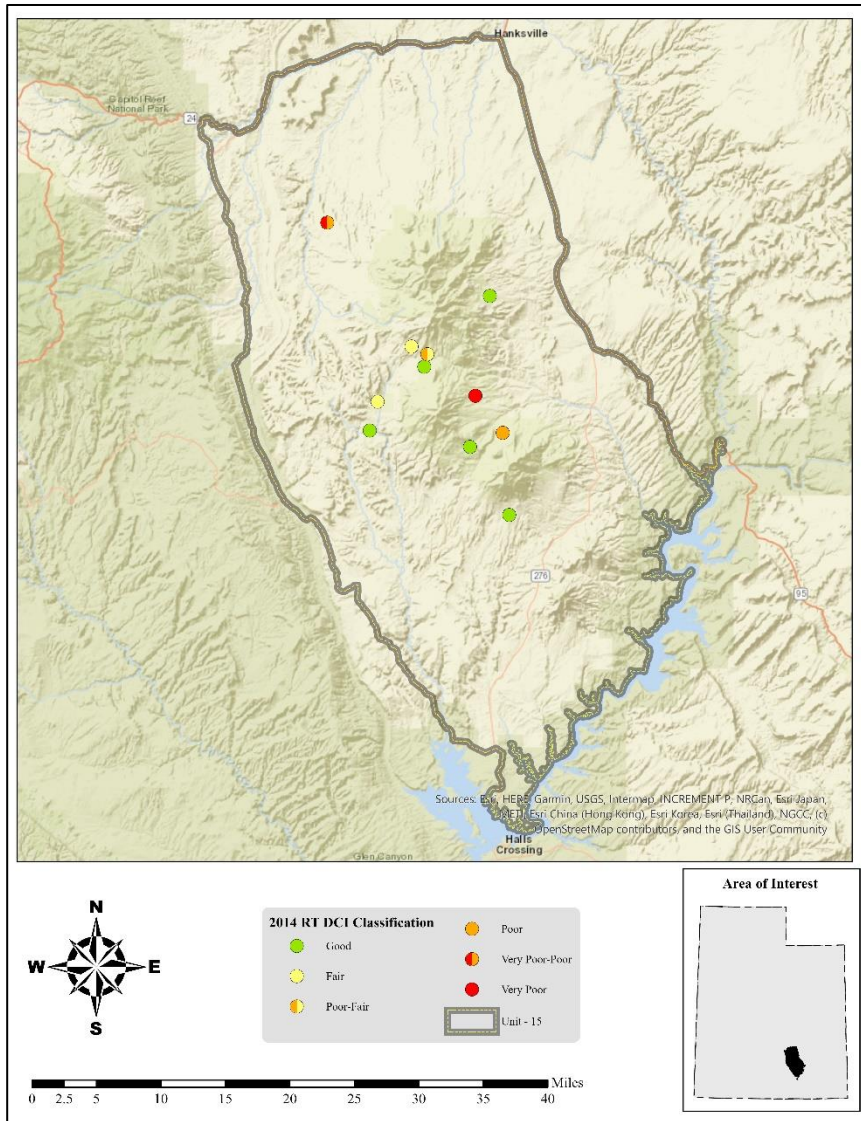 Hanksville
Capitol Reef
National Park
24
276
95
Sources: Esri, HERE, Garmin, USGS, Intermap, INCREMENT P, NRCan, Esri Japan,
METI, Esri China (Hong Kong), Esri Korea, Esri (Thailand), NGCC, (c)
OpenStreetMap contributors, and the GIS User Community
Halls
Crossing
Glen Canyon
N
W
E
S
2014 RT DCI Classification
Good
Fair
Poor-Fair
Poor
Very Poor-Poor
Very Poor
Unit - 15
Area of Interest
Miles
0 2.5 5 10 15 20 25 30 35 40